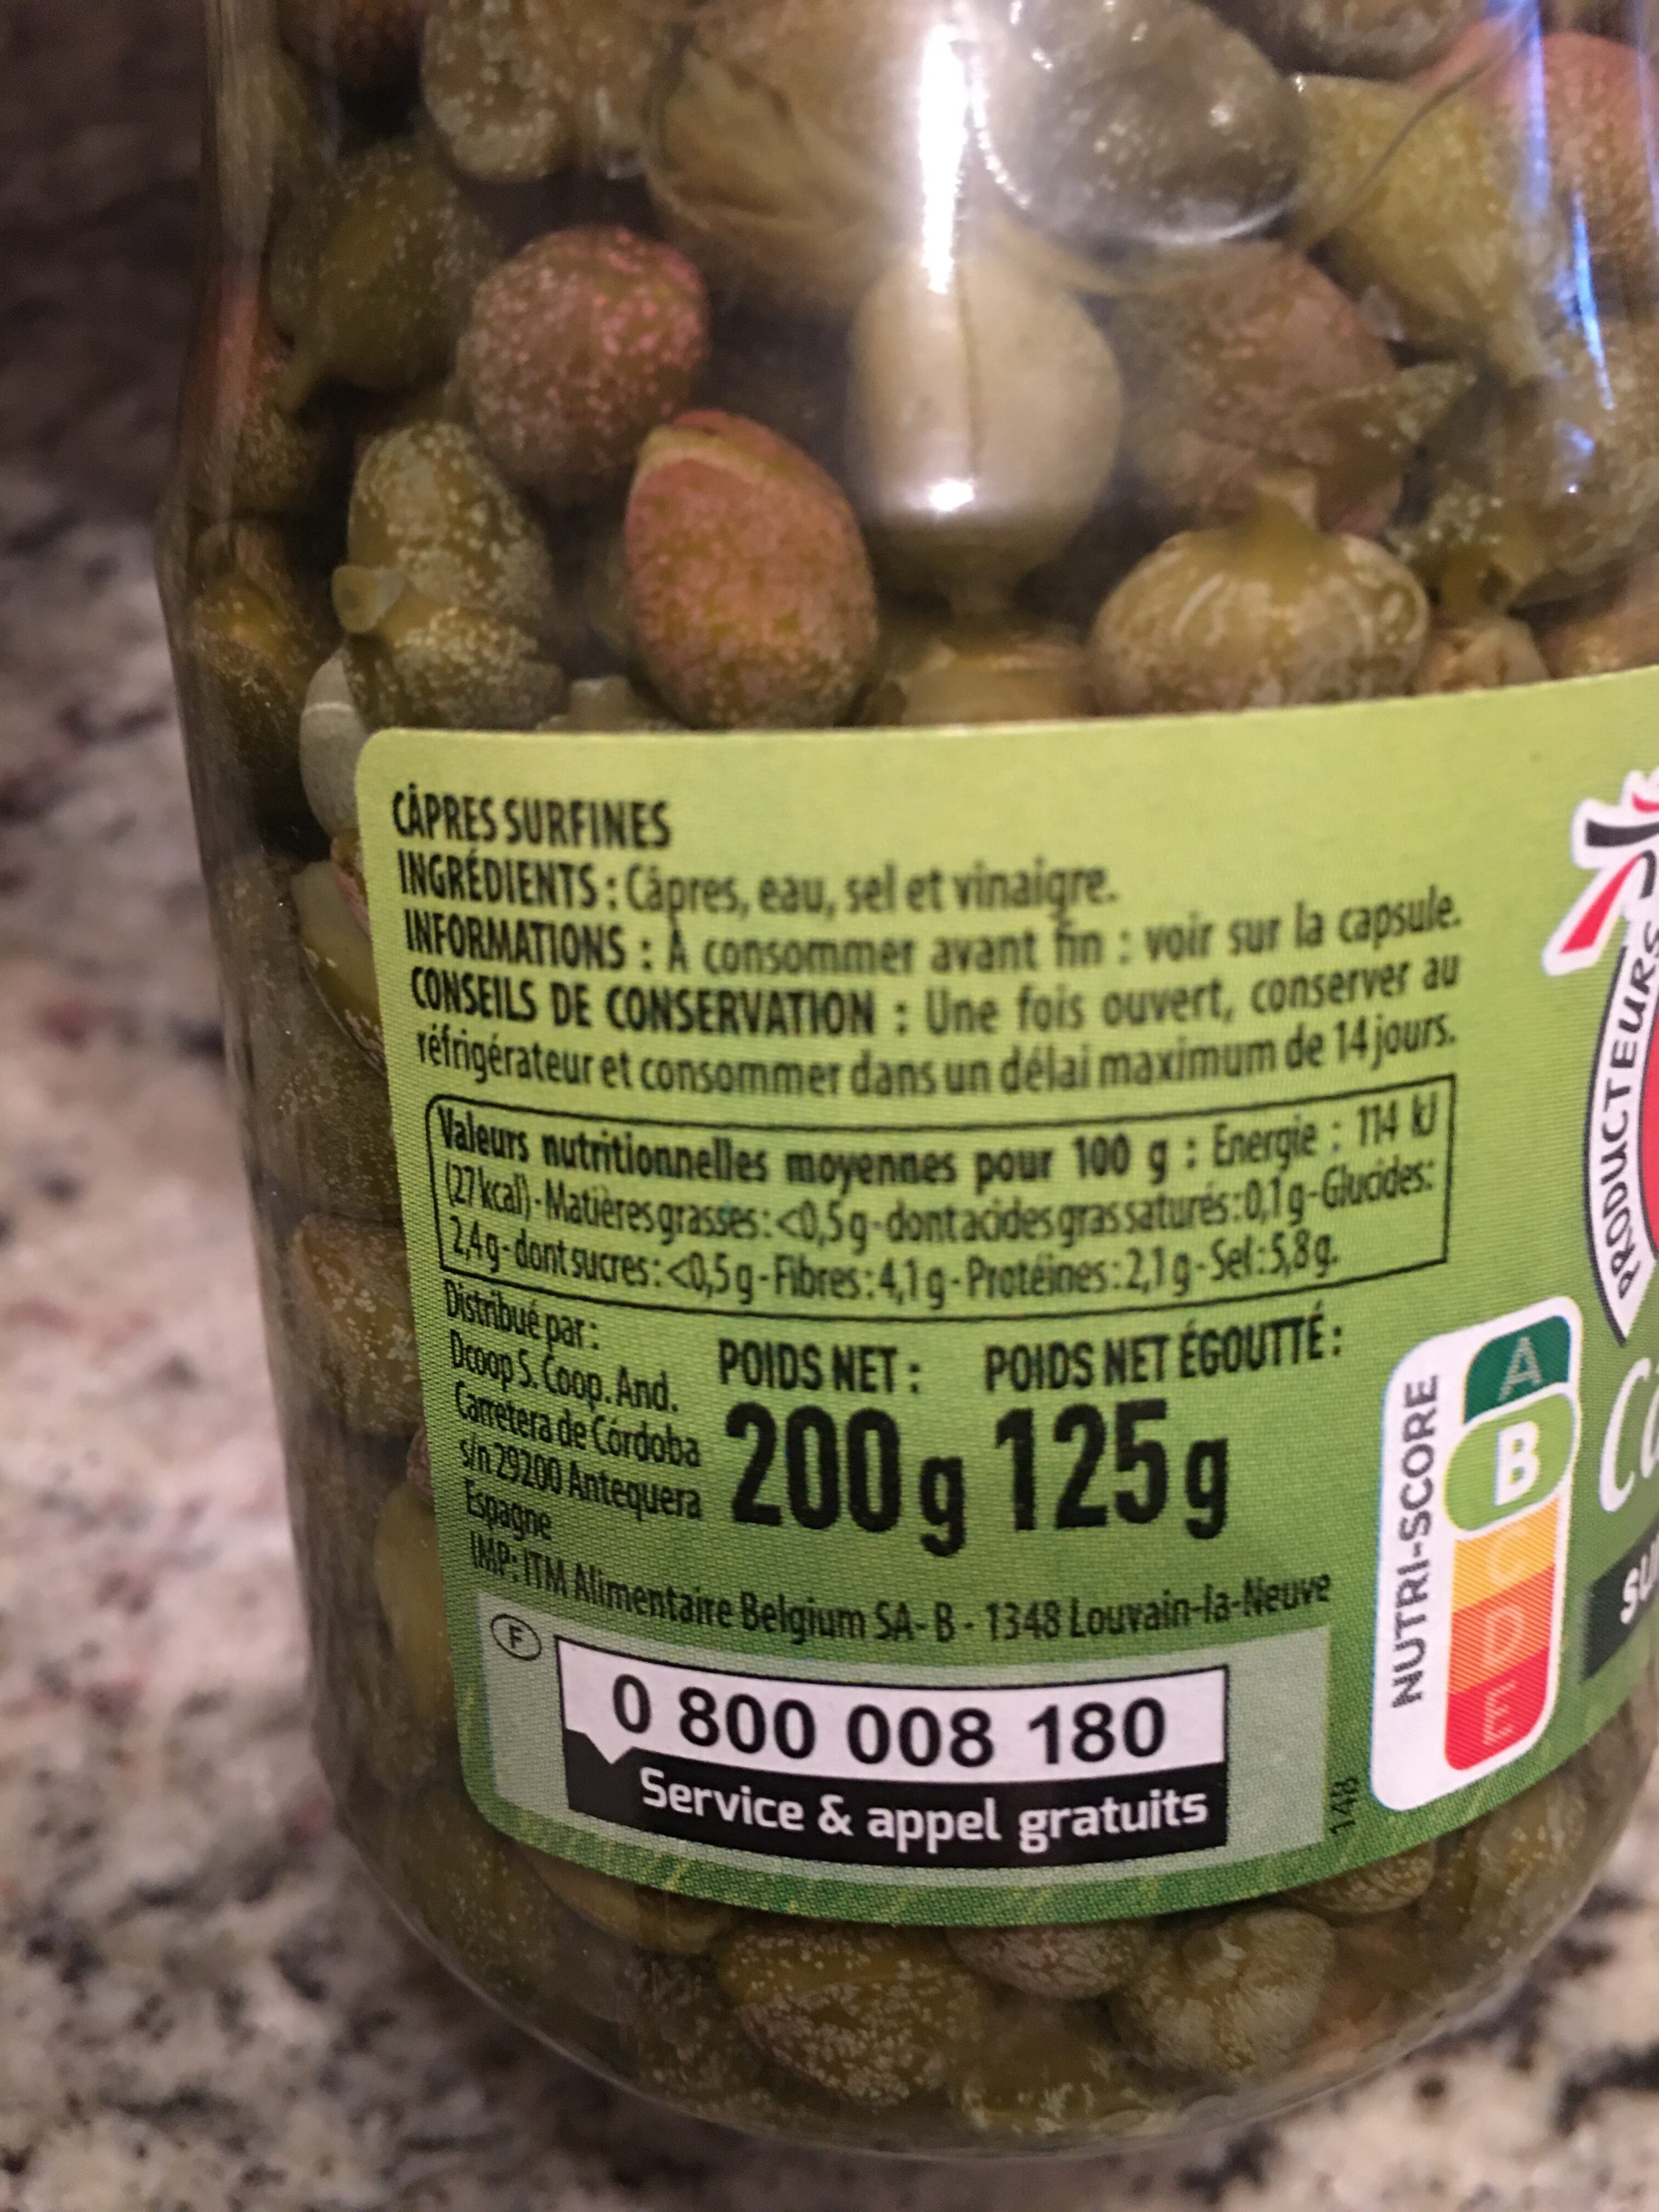 CÂPRES SURFINES
INGRÉDIENTS : Câpres, eau, sel et vinaigre.
INFORMATIONS : À consommer avant fin : voir sur la capsule.
CONSEILS DE CONSERVATION : Une fois ouvert, conserver au
réfrigérateur et consommer dans un délai maximum de 14 jours.
Valeurs nutritionnelles moyennes pour 100 g : Energie : 114 kJ
(27 kcal) - Matières grasses : <0,5 g - dont acides gras saturés : 0,1 g - Glucides :
2,4 g - dont sucres : <0,5 g - Fibres : 4,1 g - Protéines : 2,1 g - Sel : 5,8 g.
Distribué par :
Dcoop S. Coop. And.
Carretera de Córdoba
s/n 29200 Antequera
Espagne
POIDS NET :
200 g
POIDS NET ÉGOUTTÉ :
125 g
IMP : ITM Alimentaire Belgium SA - B - 1348 Louvain-la-Neuve
F
0 800 008 180
Service & appel gratuits
148
NUTRI-SCORE
A
B
C
D
E
PRODUCTEURS